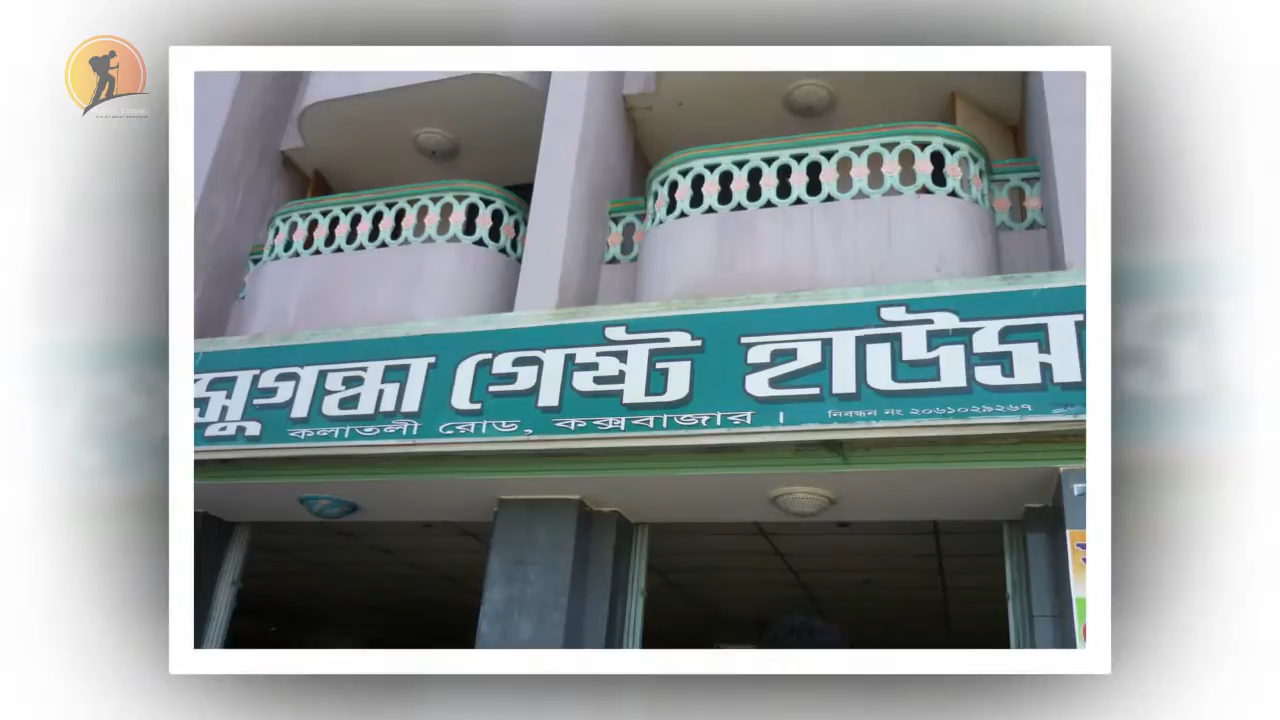 সুগন্ধা গেষ্ট হাউস
কলাতলী রোড, কক্সবাজার ।
নিবন্ধন নং ২০৬১০২৯২৬৭